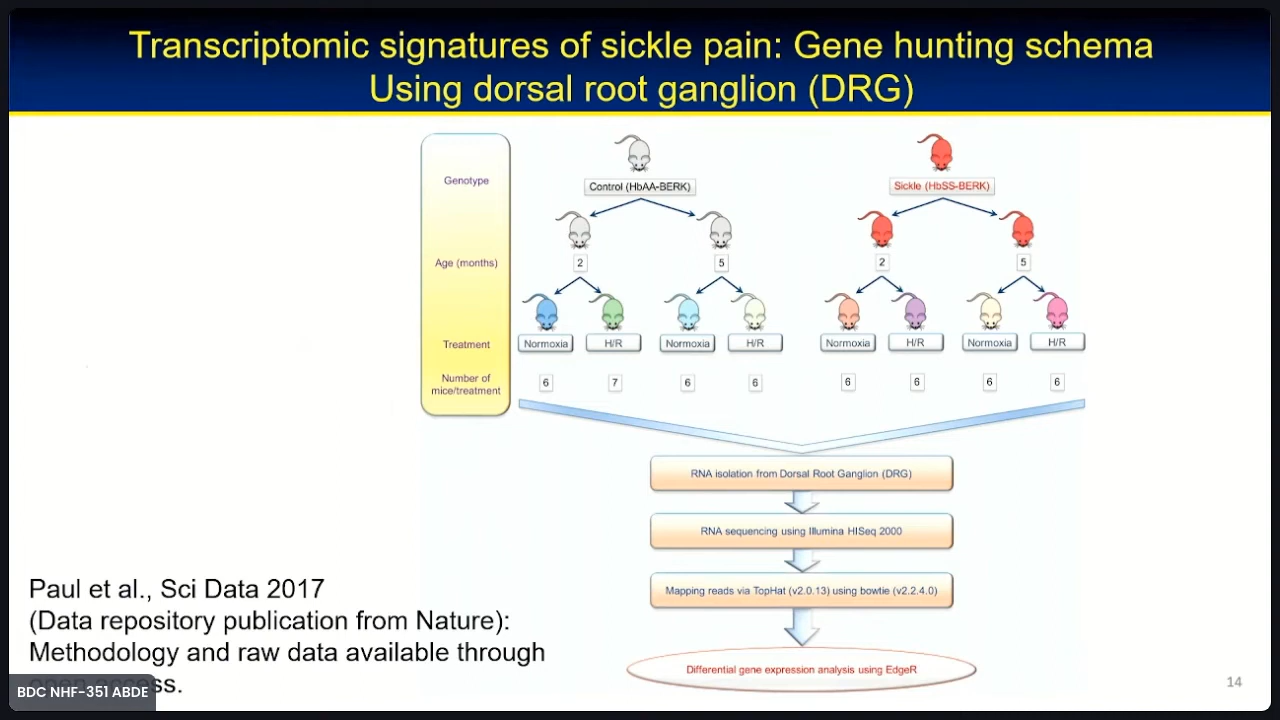 Transcriptomic signatures of sickle pain: Gene hunting schema
Using dorsal root ganglion (DRG)
Genotype
Control (HbAA-BERK)
Sickle (HbSS-BERK)
Age (months)
2
5
2
5
Treatment
Normoxia
H/R
Normoxia
H/R
Normoxia
H/R
Normoxia
H/R
Number of
mice/treatment
6
7
6
6
6
6
6
6
RNA isolation from Dorsal Root Ganglion (DRG)
RNA sequencing using Illumina HISeq 2000
Mapping reads via TopHat (v2.0.13) using bowtie (v2.2.4.0)
Differential gene expression analysis using EdgeR
Paul et al., Sci Data 2017
(Data repository publication from Nature):
Methodology and raw data available through
BDC NHF-351 ABDE
14